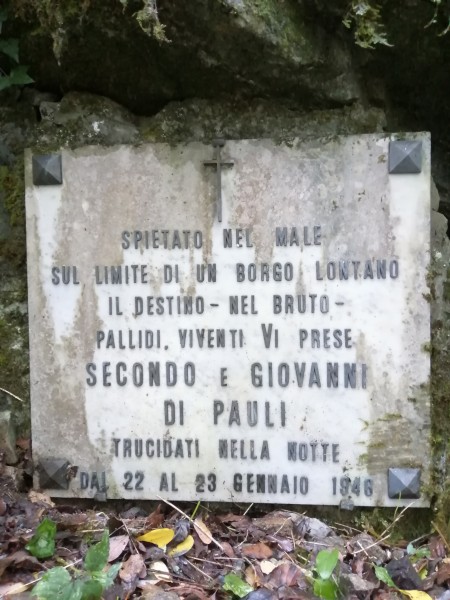 SPIETATO NEL MALE
SUL LIMITE DI UN BORGO LONTANO
IL DESTINO - NEL BRUTO -
PALLIDI, VIVENTI VI PRESE
SECONDO E GIOVANNI
DI PAULI
TRUCIDATI NELLA NOTTE
DAL 22 AL 23 GENNAIO 1946